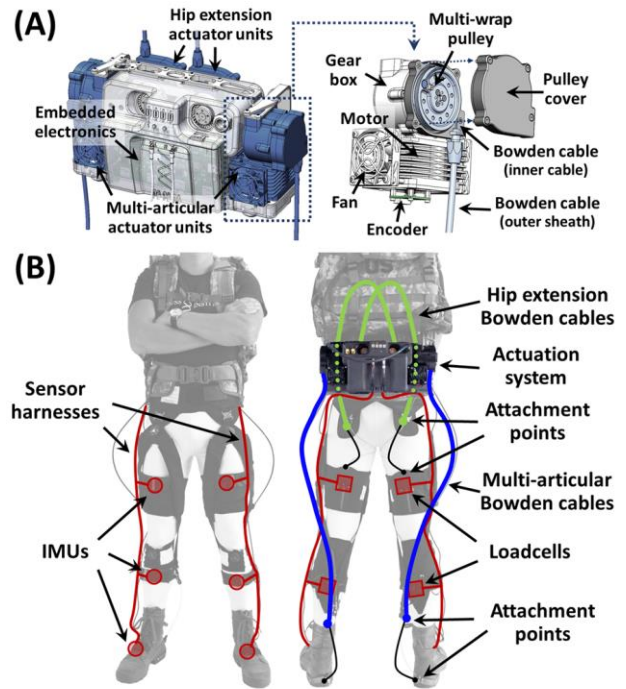 (A)
Hip extension
actuator units
Embedded
electronics
Multi-articular
actuator units
Multi-wrap
pulley
Gear
box
Pulley
cover
Motor
Bowden cable
(inner cable)
Fan
Bowden cable
(outer sheath)
Encoder
(B)
Hip extension
Bowden cables
Actuation
system
Sensor
harnesses
Attachment
points
Multi-articular
Bowden cables
IMUs
Loadcells
Attachment
points